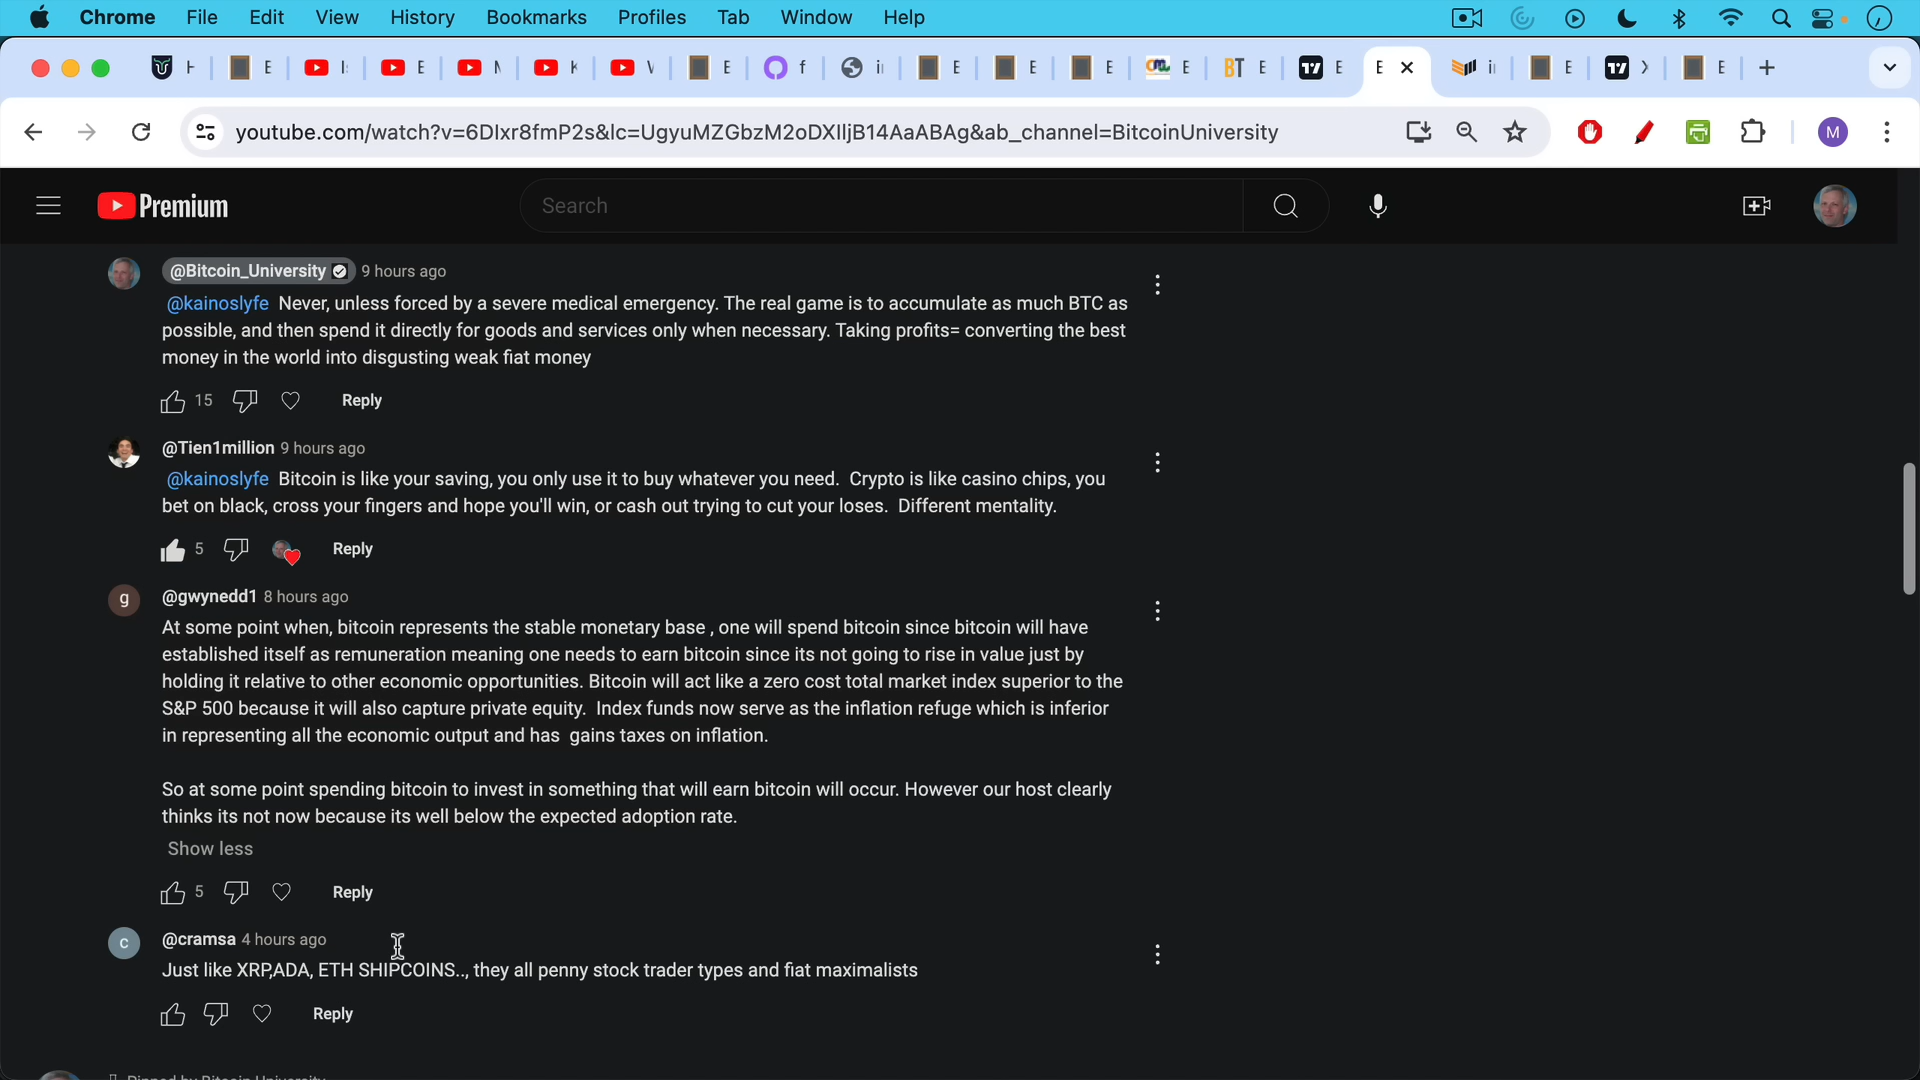 Chrome File Edit View History Bookmarks Profiles Tab Window Help
H E I E M K V E f i E E E E BT E E E i E X E
youtube.com/watch?v=6DIxr8fmP2s&lc=UgyuMZGbzM2oDXIljB14AaABAg&ab_channel=BitcoinUniversity M
Premium Search
@Bitcoin_University 9 hours ago
@kainoslyfe Never, unless forced by a severe medical emergency. The real game is to accumulate as much BTC as
possible, and then spend it directly for goods and services only when necessary. Taking profits= converting the best
money in the world into disgusting weak fiat money
15 Reply
@Tien1million 9 hours ago
@kainoslyfe Bitcoin is like your saving, you only use it to buy whatever you need. Crypto is like casino chips, you
bet on black, cross your fingers and hope you'll win, or cash out trying to cut your loses. Different mentality.
5 Reply
g @gwynedd1 8 hours ago
At some point when, bitcoin represents the stable monetary base , one will spend bitcoin since bitcoin will have
established itself as remuneration meaning one needs to earn bitcoin since its not going to rise in value just by
holding it relative to other economic opportunities. Bitcoin will act like a zero cost total market index superior to the
S&P 500 because it will also capture private equity. Index funds now serve as the inflation refuge which is inferior
in representing all the economic output and has gains taxes on inflation.
So at some point spending bitcoin to invest in something that will earn bitcoin will occur. However our host clearly
thinks its not now because its well below the expected adoption rate.
Show less
5 Reply
c @cramsa 4 hours ago
Just like XRP,ADA, ETH SHIPCOINS.., they all penny stock trader types and fiat maximalists
Reply
Pinned by Bitcoin University